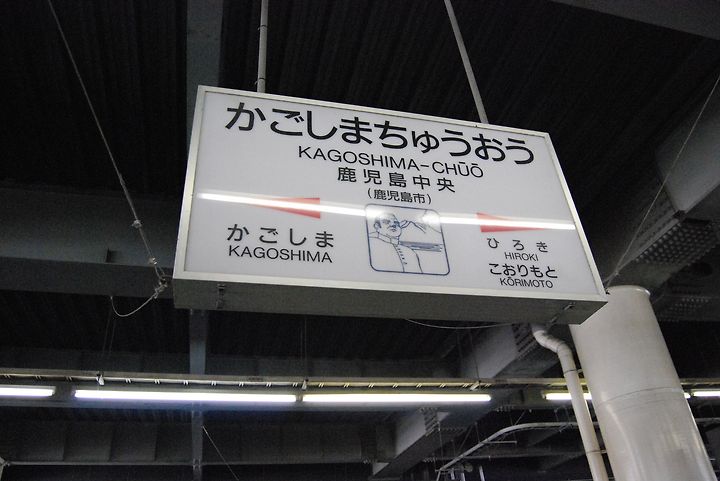 かごしまちゅうおう
KAGOSHIMA-CHŪŌ
鹿児島中央
(鹿児島市)
かごしま
KAGOSHIMA
ひろき
HIROKI
こおりもと
KŌRIMOTO